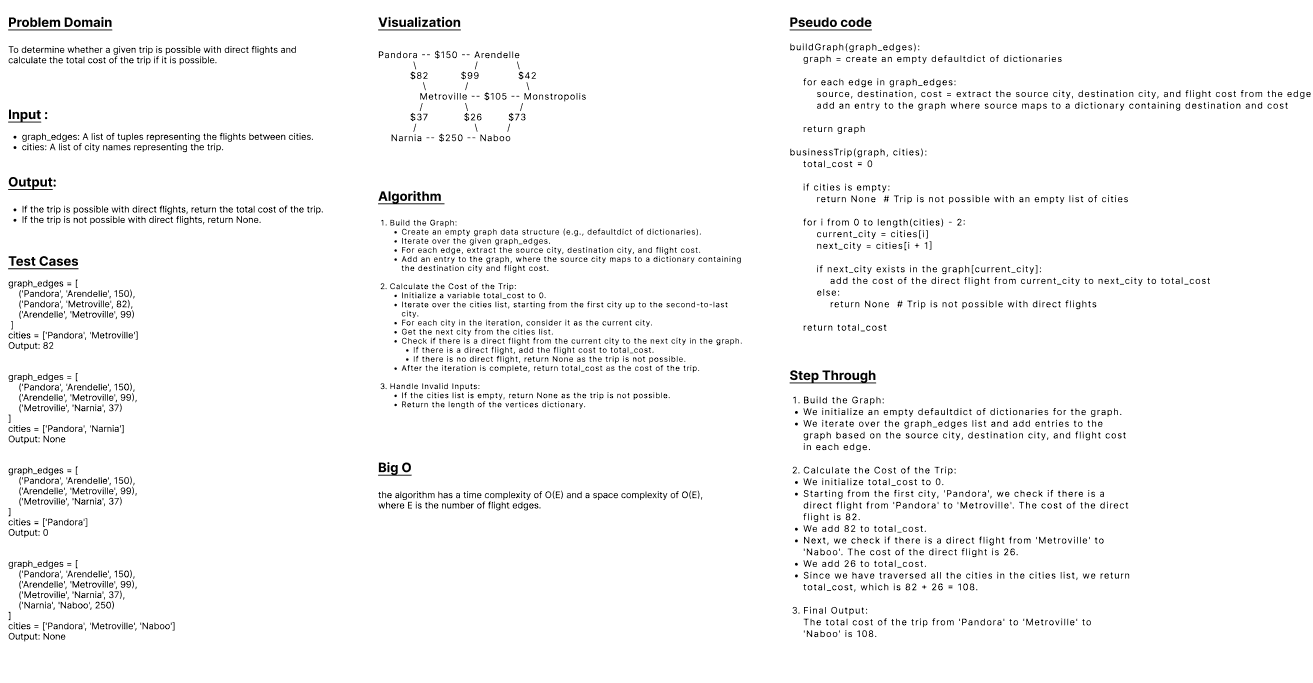 Problem Domain
To determine whether a given trip is possible with direct flights and
calculate the total cost of the trip if it is possible.
Input :
• graph_edges: A list of tuples representing the flights between cities.
• cities: A list of city names representing the trip.
Output:
• If the trip is possible with direct flights, return the total cost of the trip.
• If the trip is not possible with direct flights, return None.
Test Cases
graph_edges = [
('Pandora', 'Arendelle', 150),
('Pandora', 'Metroville', 82),
('Arendelle', 'Metroville', 99)
]
cities = ['Pandora', 'Metroville']
Output: 82
graph_edges = [
('Pandora', 'Arendelle', 150),
('Arendelle', 'Metroville', 99),
('Metroville', 'Narnia', 37)
]
cities = ['Pandora', 'Narnia']
Output: None
graph_edges = [
('Pandora', 'Arendelle', 150),
('Arendelle', 'Metroville', 99),
('Metroville', 'Narnia', 37)
]
cities = ['Pandora']
Output: 0
graph_edges = [
('Pandora', 'Arendelle', 150),
('Arendelle', 'Metroville', 99),
('Metroville', 'Narnia', 37),
('Narnia', 'Naboo', 250)
]
cities = ['Pandora', 'Metroville', 'Naboo']
Output: None
Visualization
Pandora -- $150 -- Arendelle
\ / \
$82 $99 $42
\ / \
Metroville -- $105 -- Monstropolis
/ \ /
$37 $26 $73
/ \ /
Narnia -- $250 -- Naboo
Algorithm
1. Build the Graph:
• Create an empty graph data structure (e.g., defaultdict of dictionaries).
• Iterate over the given graph_edges.
• For each edge, extract the source city, destination city, and flight cost.
• Add an entry to the graph, where the source city maps to a dictionary containing
the destination city and flight cost.
2. Calculate the Cost of the Trip:
• Initialize a variable total_cost to 0.
• Iterate over the cities list, starting from the first city up to the second-to-last
city.
• For each city in the iteration, consider it as the current city.
• Get the next city from the cities list.
• Check if there is a direct flight from the current city to the next city in the graph.
• If there is a direct flight, add the flight cost to total_cost.
• If there is no direct flight, return None as the trip is not possible.
• After the iteration is complete, return total_cost as the cost of the trip.
3. Handle Invalid Inputs:
• If the cities list is empty, return None as the trip is not possible.
• Return the length of the vertices dictionary.
Big O
the algorithm has a time complexity of O(E) and a space complexity of O(E),
where E is the number of flight edges.
Pseudo code
buildGraph(graph_edges):
graph = create an empty defaultdict of dictionaries
for each edge in graph_edges:
source, destination, cost = extract the source city, destination city, and flight cost from the edge
add an entry to the graph where source maps to a dictionary containing destination and cost
return graph
businessTrip(graph, cities):
total_cost = 0
if cities is empty:
return None # Trip is not possible with an empty list of cities
for i from 0 to length(cities) - 2:
current_city = cities[i]
next_city = cities[i + 1]
if next_city exists in the graph[current_city]:
add the cost of the direct flight from current_city to next_city to total_cost
else:
return None # Trip is not possible with direct flights
return total_cost
Step Through
1. Build the Graph:
• We initialize an empty defaultdict of dictionaries for the graph.
• We iterate over the graph_edges list and add entries to the
graph based on the source city, destination city, and flight cost
in each edge.
2. Calculate the Cost of the Trip:
• We initialize total_cost to 0.
• Starting from the first city, 'Pandora', we check if there is a
direct flight from 'Pandora' to 'Metroville'. The cost of the direct
flight is 82.
• We add 82 to total_cost.
• Next, we check if there is a direct flight from 'Metroville' to
'Naboo'. The cost of the direct flight is 26.
• We add 26 to total_cost.
• Since we have traversed all the cities in the cities list, we return
total_cost, which is 82 + 26 = 108.
3. Final Output:
The total cost of the trip from 'Pandora' to 'Metroville' to
'Naboo' is 108.